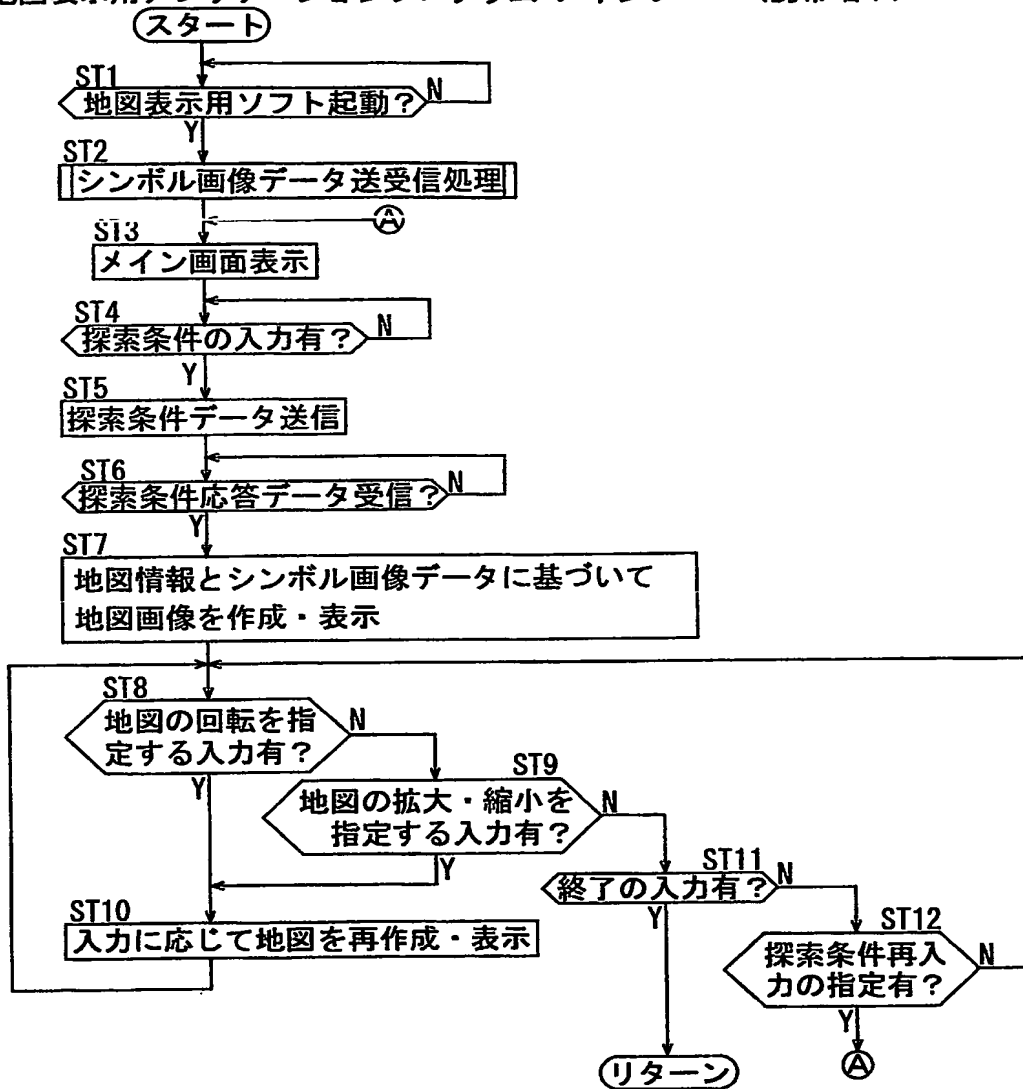 スタート
ST1
地図表示用ソフト起動?
N
Y
ST2
シンボル画像データ送受信処理
A
ST3
メイン画面表示
ST4
探索条件の入力有?
N
Y
ST5
探索条件データ送信
ST6
探索条件応答データ受信?
N
Y
ST7
地図情報とシンボル画像データに基づいて
地図画像を作成・表示
ST8
地図の回転を指
定する入力有?
N
Y
ST9
地図の拡大・縮小を
指定する入力有?
N
Y
ST10
入力に応じて地図を再作成・表示
ST11
終了の入力有?
N
Y
ST12
探索条件再入
力の指定有?
N
Y
リターン
A